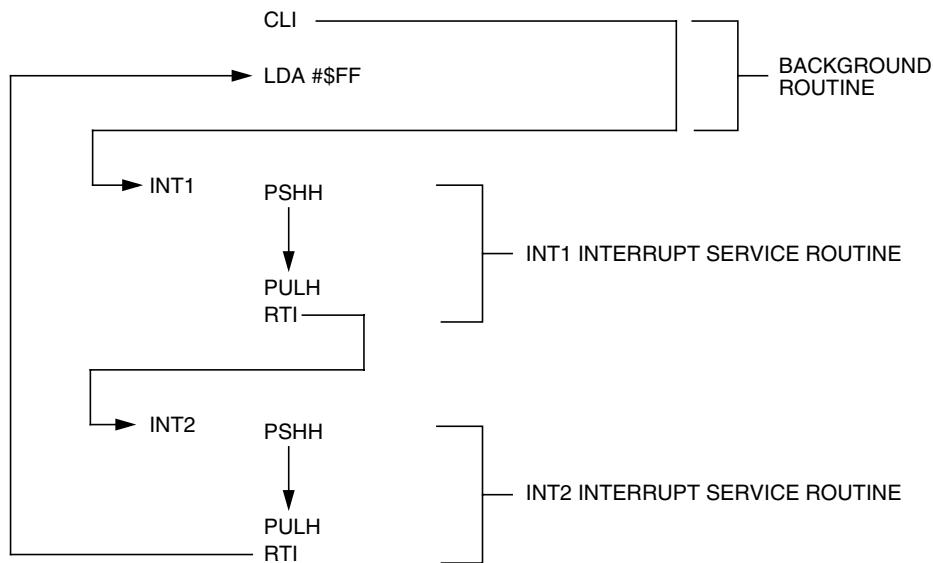 CLI
LDA #$FF
BACKGROUND
ROUTINE
INT1
PSHH
INT1 INTERRUPT SERVICE ROUTINE
PULH
RTI
INT2
PSHH
INT2 INTERRUPT SERVICE ROUTINE
PULH
RTI